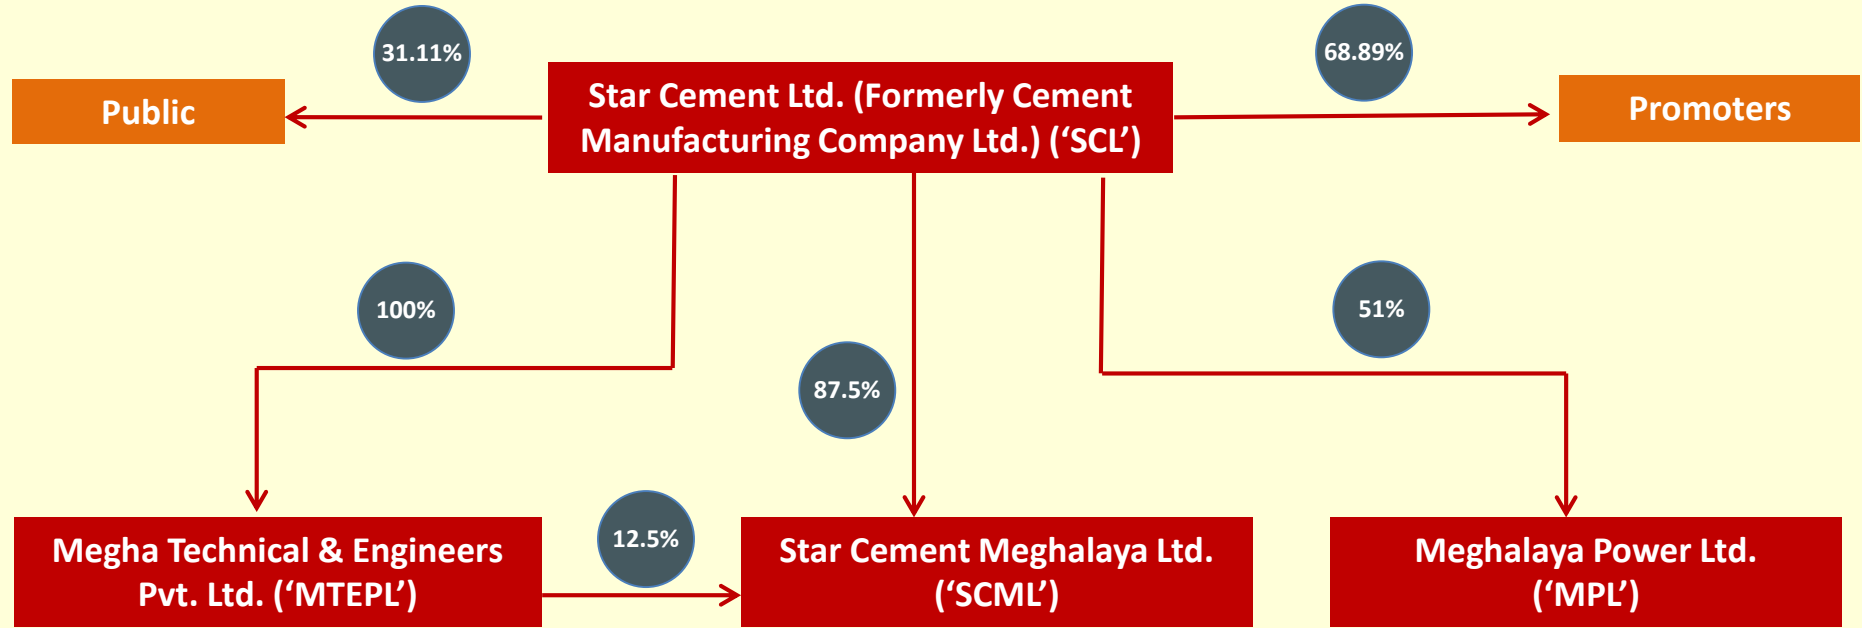 31.11%
68.89%
Public
Star Cement Ltd. (Formerly Cement
Manufacturing Company Ltd.) (‘SCL’)
Promoters
100%
87.5%
51%
12.5%
Megha Technical & Engineers
Pvt. Ltd. (‘MTEPL’)
Star Cement Meghalaya Ltd.
(‘SCML’)
Meghalaya Power Ltd.
(‘MPL’)